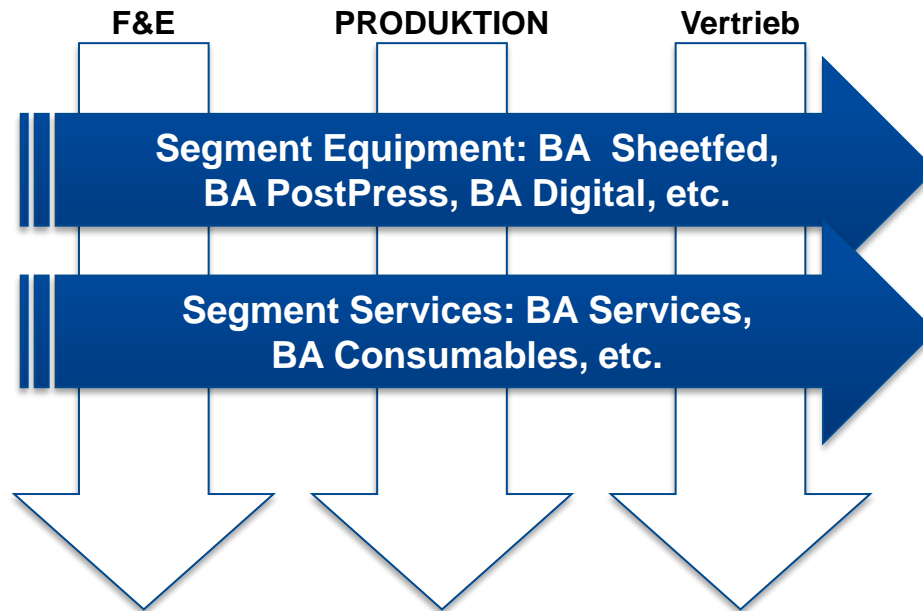 F&E PRODUKTION Vertrieb
Segment Equipment: BA Sheetfed,
BA PostPress, BA Digital, etc.
Segment Services: BA Services,
BA Consumables, etc.